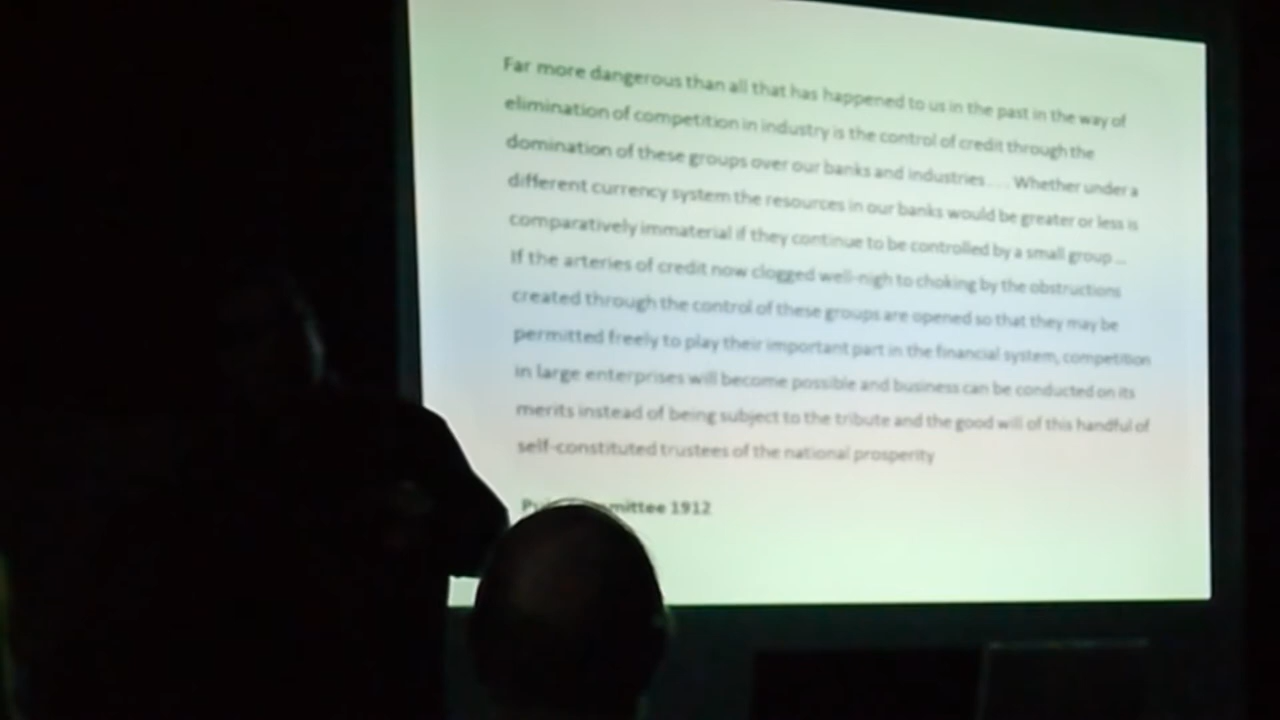 Far more dangerous than all that has happened to us in the past in the way of
elimination of competition in industry is the control of credit through the
domination of these groups over our banks and industries .... Whether under a
different currency system the resources in our banks would be greater or less is
comparatively immaterial if they continue to be controlled by a small group ...
If the arteries of credit now clogged well-nigh to choking by the obstructions
created through the control of these groups are opened so that they may be
permitted freely to play their important part in the financial system, competition
in large enterprises will become possible and business can be conducted on its
merits instead of being subject to the tribute and the good will of this handful of
self-constituted trustees of the national prosperity
1912